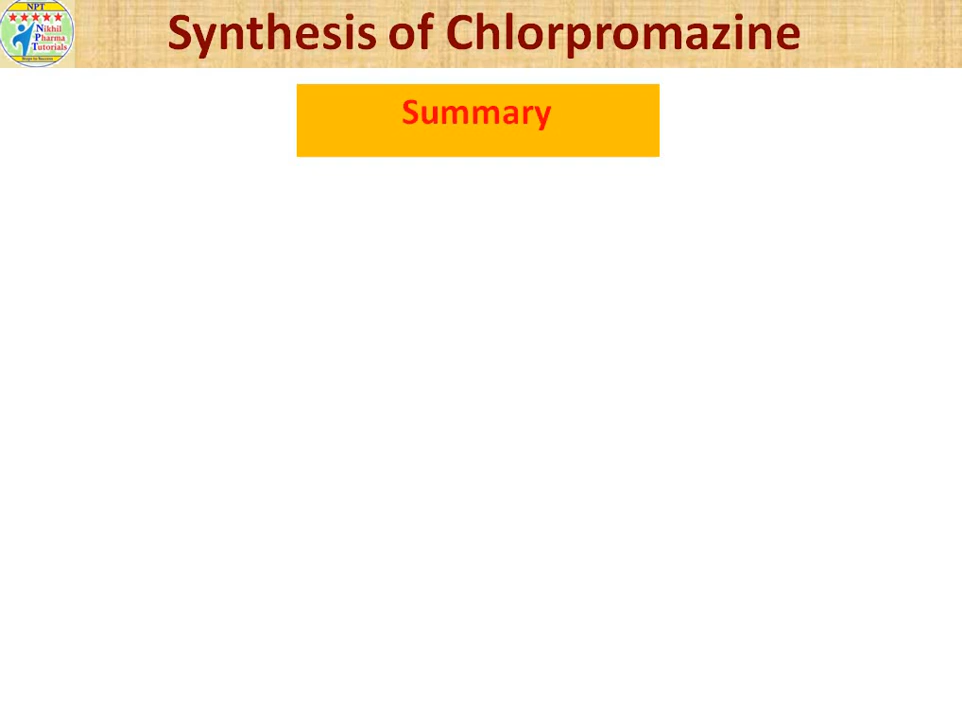 NPT
Nikhil
Pharma
Tutorials
Synthesis of Chlorpromazine
Summary